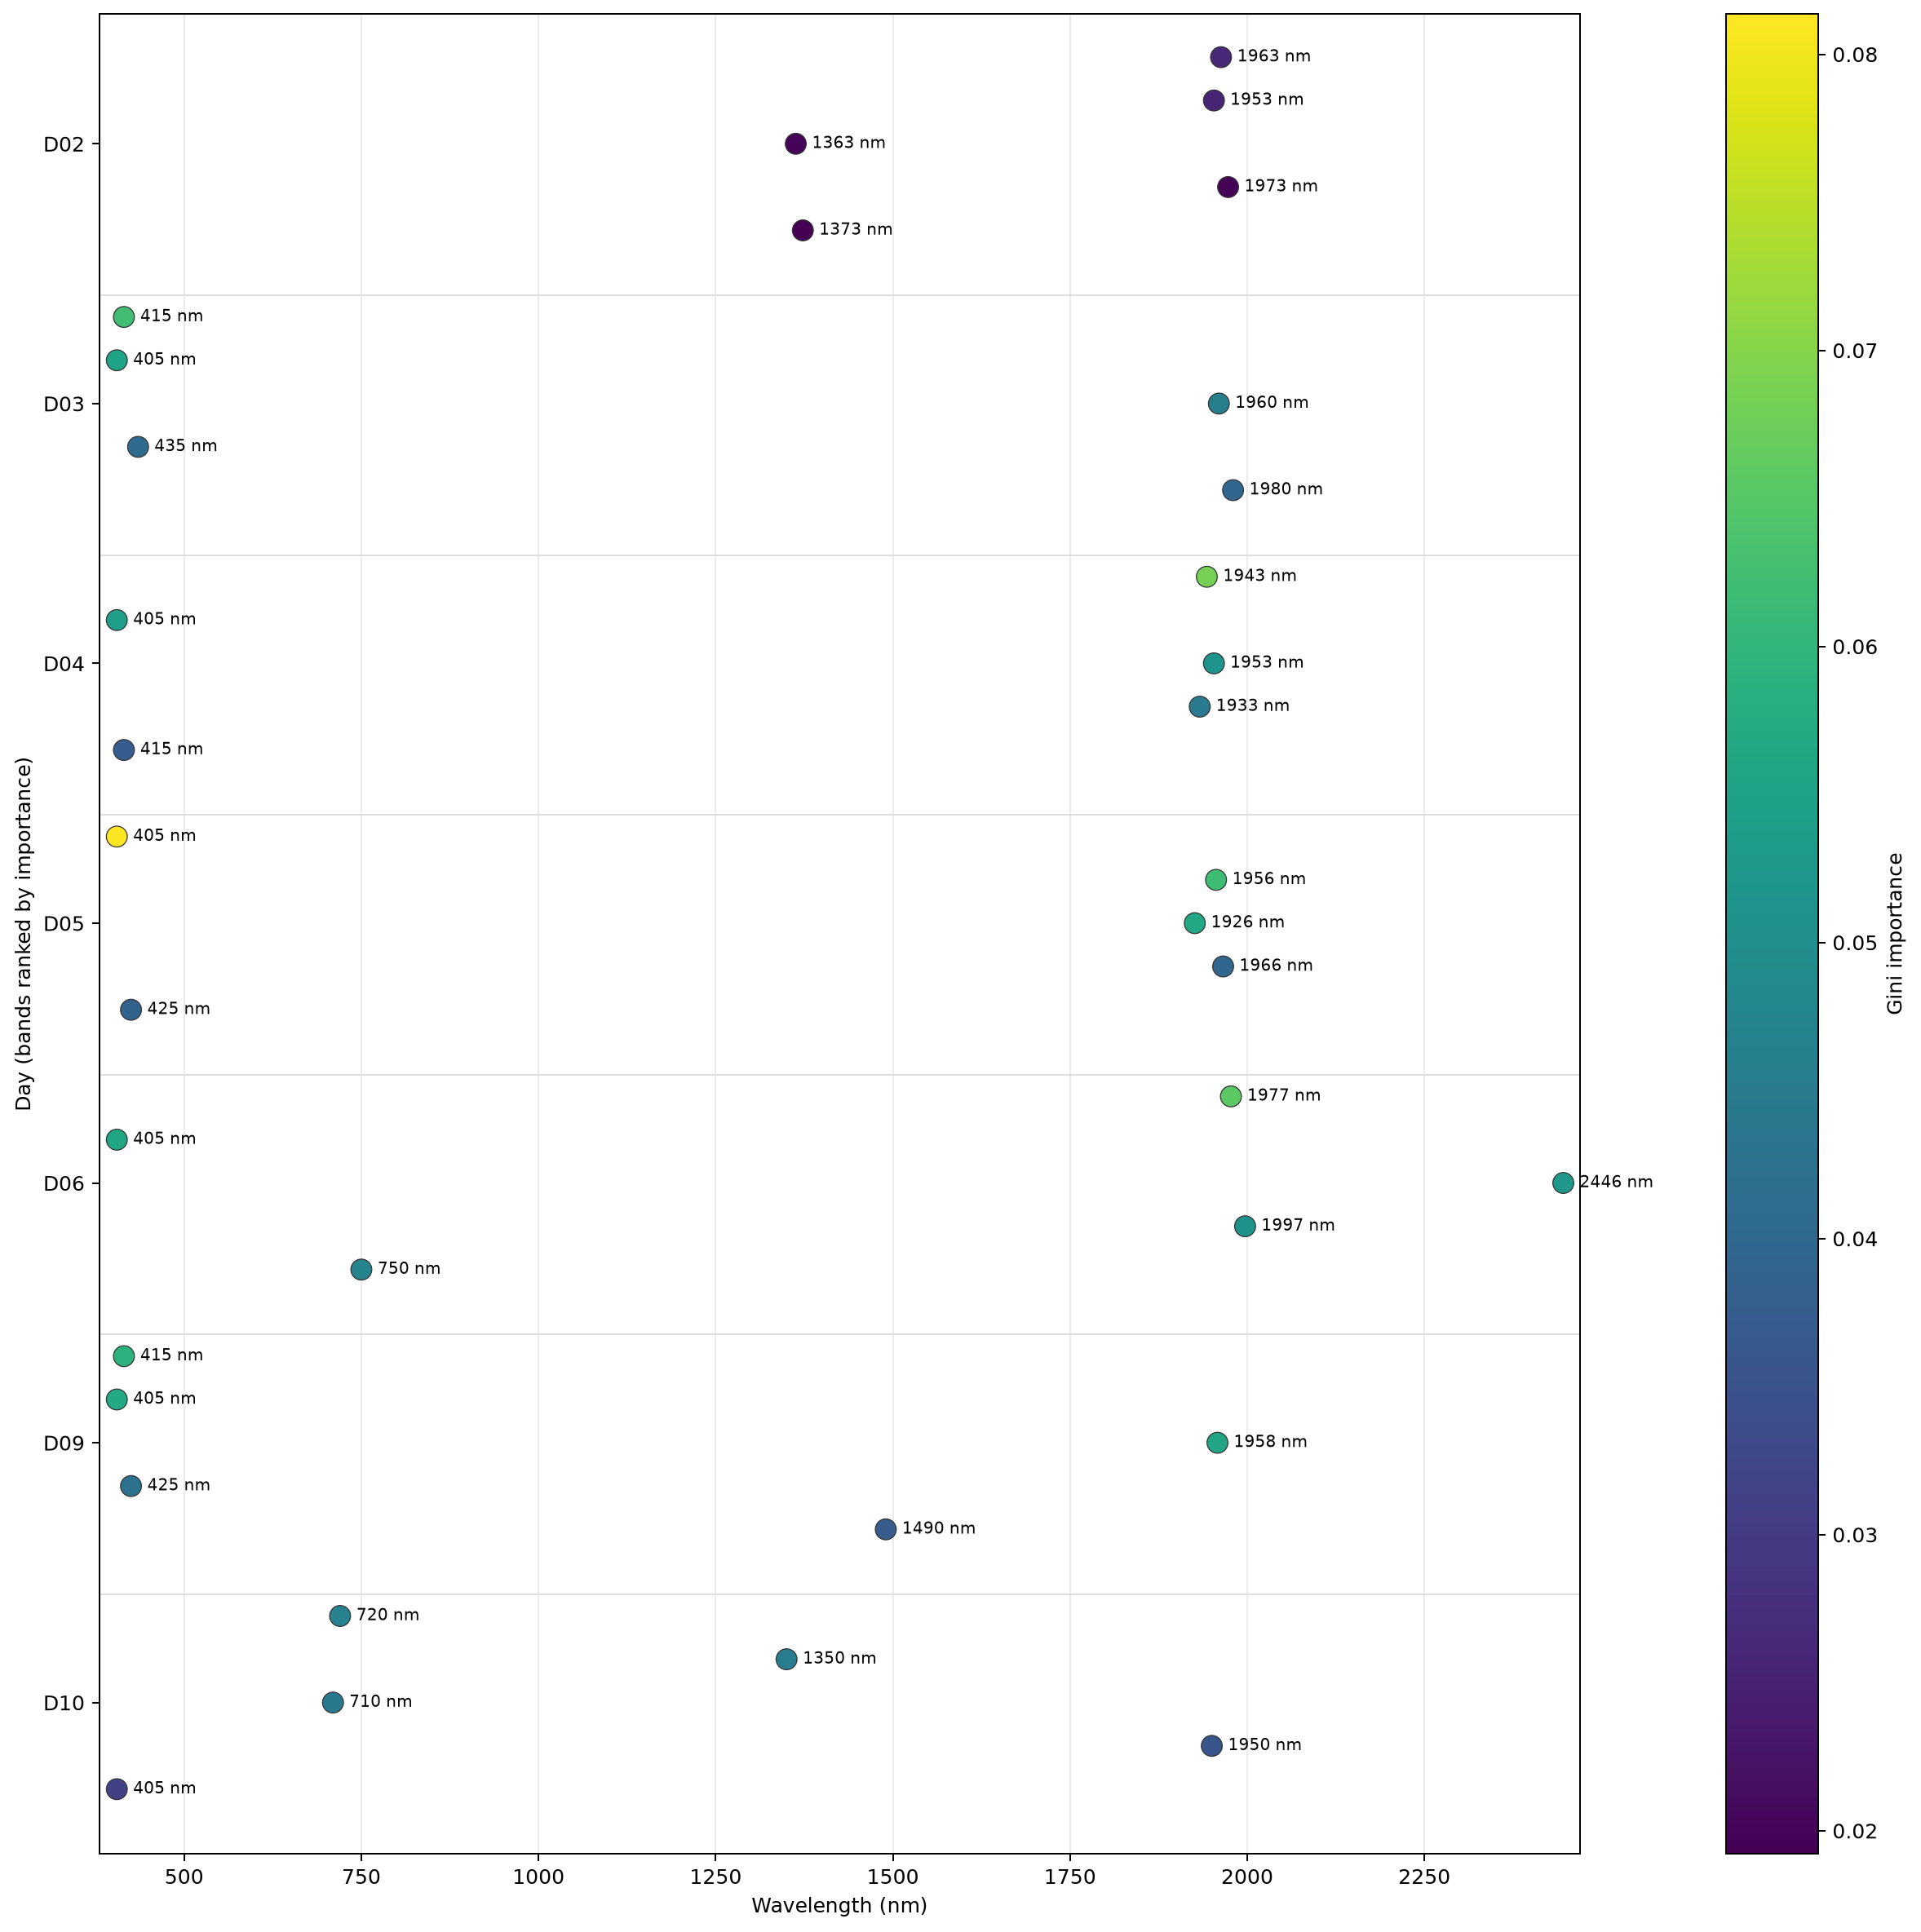 1963 nm
1953 nm
D02
1363 nm
1973 nm
1373 nm
415 nm
405 nm
D03
1960 nm
435 nm
1980 nm
1943 nm
405 nm
D04
1953 nm
1933 nm
415 nm
405 nm
1956 nm
D05
1926 nm
1966 nm
425 nm
1977 nm
405 nm
D06
2446 nm
1997 nm
750 nm
415 nm
405 nm
D09
1958 nm
425 nm
1490 nm
720 nm
1350 nm
D10
710 nm
1950 nm
405 nm
Day (bands ranked by importance)
500 750 1000 1250 1500 1750 2000 2250
Wavelength (nm)
0.08
0.07
0.06
0.05
0.04
0.03
0.02
Gini importance